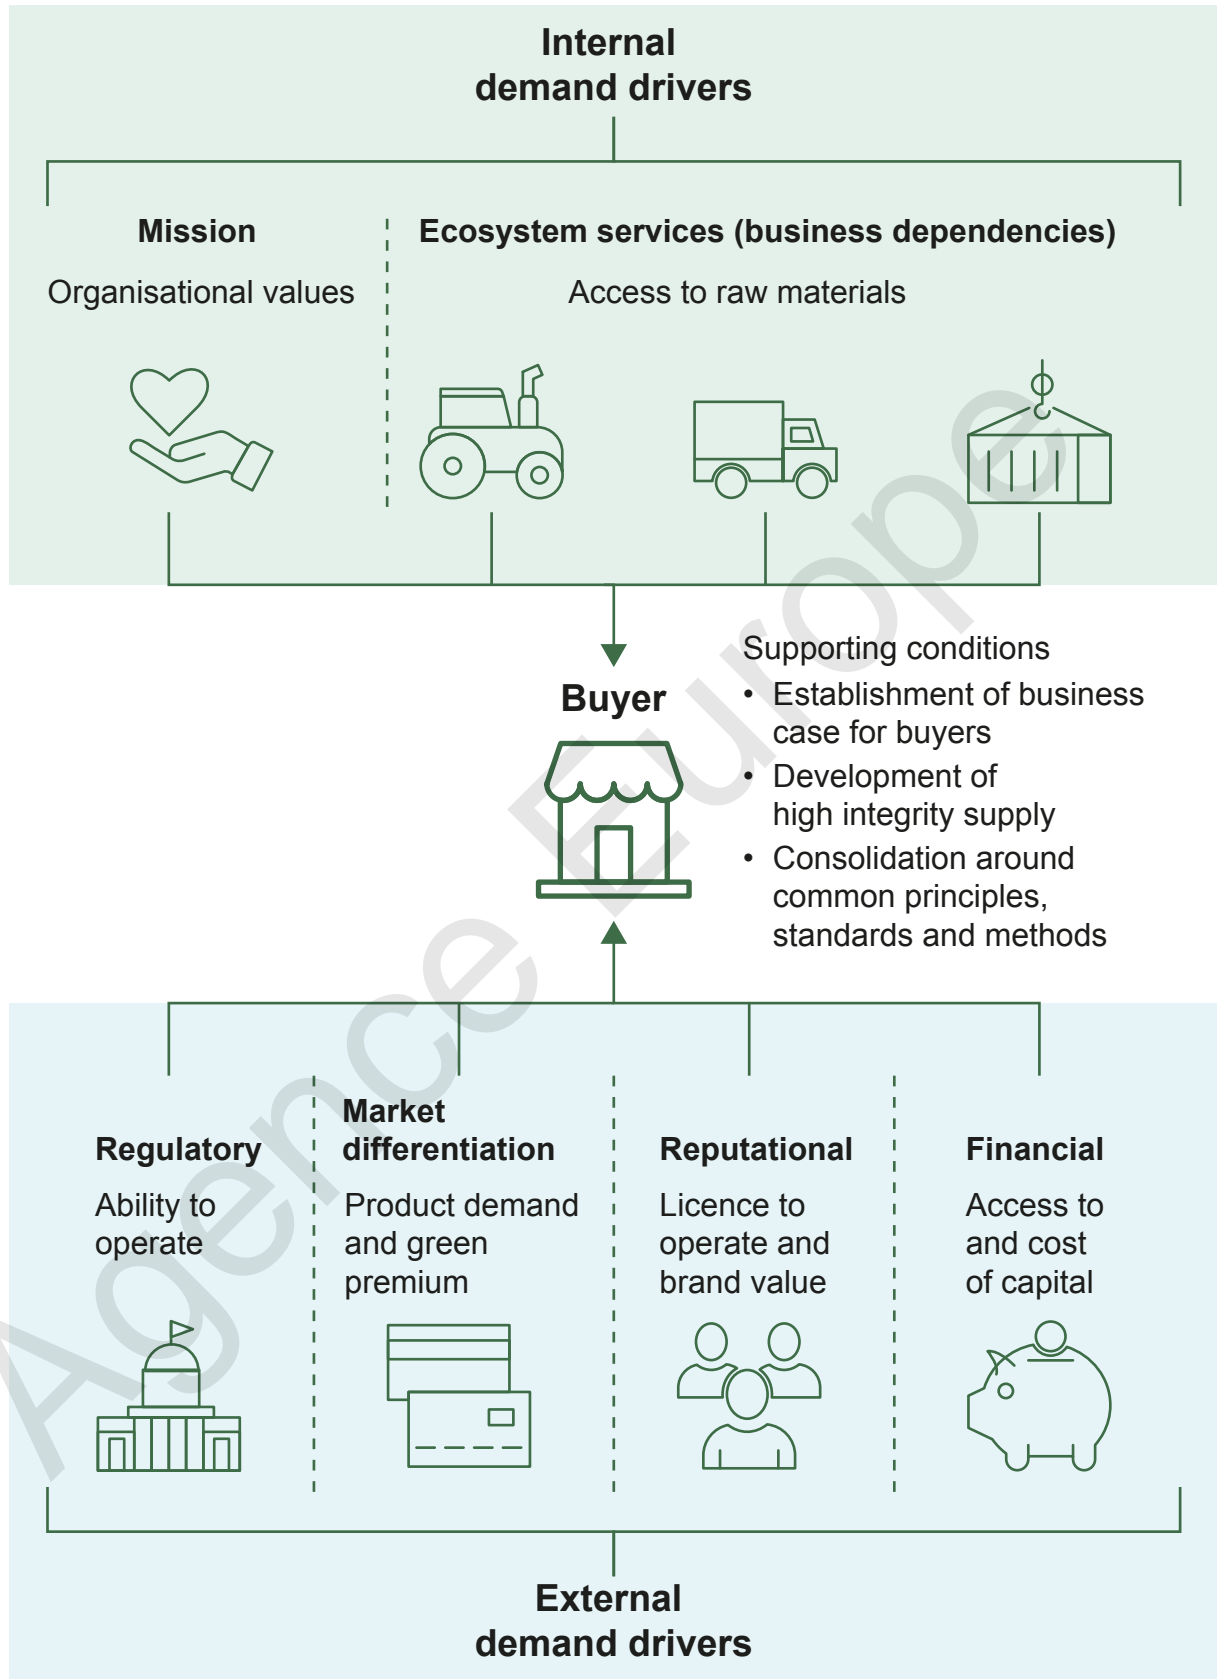 Internal
demand drivers
Mission
Organisational values
Ecosystem services (business dependencies)
Access to raw materials
Buyer
Supporting conditions
• Establishment of business
case for buyers
• Development of
high integrity supply
• Consolidation around
common principles,
standards and methods
Regulatory
Ability to
operate
Market
differentiation
Product demand
and green
premium
Reputational
Licence to
operate and
brand value
Financial
Access to
and cost
of capital
External
demand drivers
Agence Europe